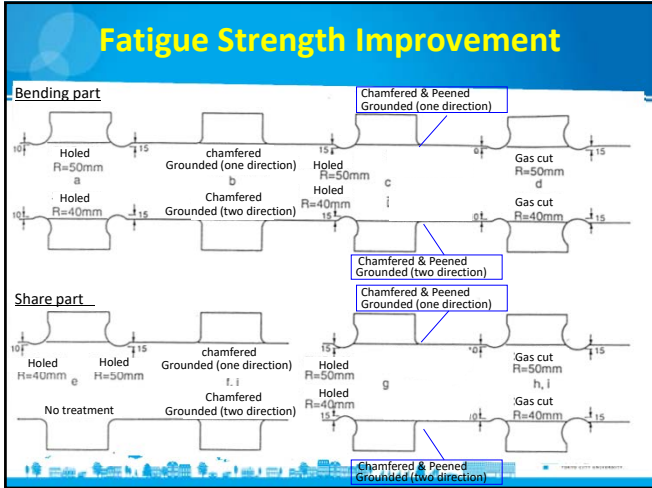 Fatigue Strength Improvement
Bending part
Chamfered & Peened
Grounded (one direction)
10
Holed
R=50mm
a
15
chamfered
Grounded (one direction)
b
15
Holed
R=50mm
c
Gas cut
R=50mm
d
15
10
Holed
R=40mm
15
Chamfered
Grounded (two direction)
Holed
R=40mm
15
i
Gas cut
R=40mm
15
Chamfered & Peened
Grounded (two direction)
Share part
Chamfered & Peened
Grounded (one direction)
10
Holed
R=40mm
e
Holed
R=50mm
15
chamfered
Grounded (one direction)
f. i
15
Holed
R=50mm
g
Gas cut
R=50mm
h, i
15
No treatment
Chamfered
Grounded (two direction)
Holed
R=40mm
15
Gas cut
R=40mm
15
Chamfered & Peened
Grounded (two direction)